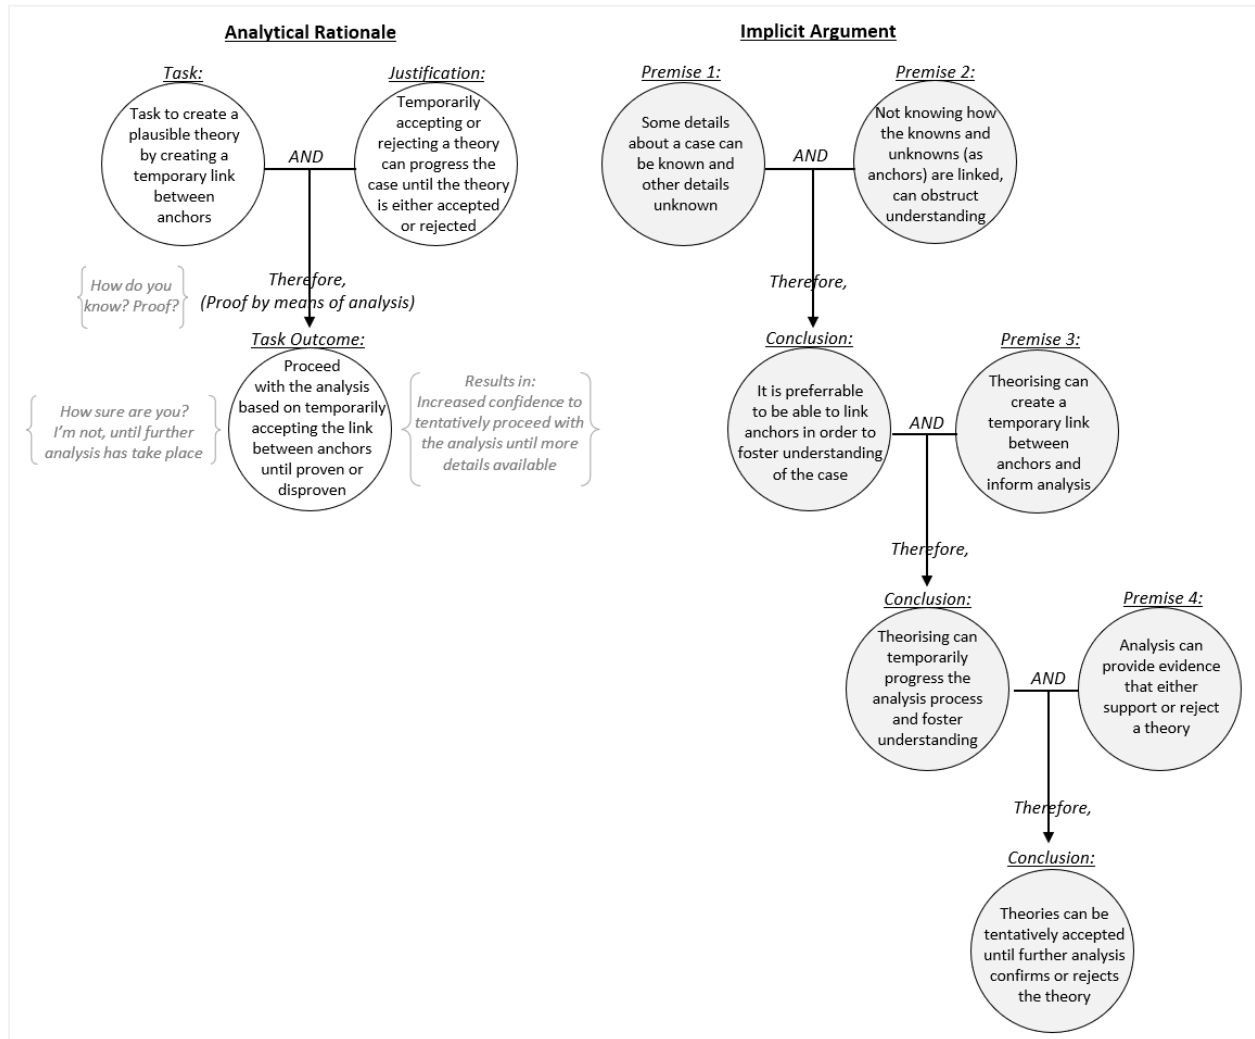 Analytical Rationale
Task:
Task to create a
plausible theory
by creating a
temporary link
between
anchors
AND
Justification:
Temporarily
accepting or
rejecting a theory
can progress the
case until the theory
is either accepted
or rejected
How do you
know? Proof?
Therefore,
(Proof by means of analysis)
Task Outcome:
Proceed
with the analysis
based on temporarily
accepting the link
between anchors
until proven or
disproven
How sure are you?
I'm not, until further
analysis has take place
Results in:
Increased confidence to
tentatively proceed with
the analysis until more
details available
Implicit Argument
Premise 1:
Some details
about a case can
be known and
other details
unknown
AND
Premise 2:
Not knowing how
the knowns and
unknowns (as
anchors) are linked,
can obstruct
understanding
Therefore,
Conclusion:
It is preferrable
to be able to link
anchors in order to
foster understanding
of the case
AND
Premise 3:
Theorising can
create a
temporary link
between
anchors and
inform analysis
Therefore,
Conclusion:
Theorising can
temporarily
progress the
analysis process
and foster
understanding
AND
Premise 4:
Analysis can
provide evidence
that either
support or reject
a theory
Therefore,
Conclusion:
Theories can be
tentatively accepted
until further analysis
confirms or rejects
the theory